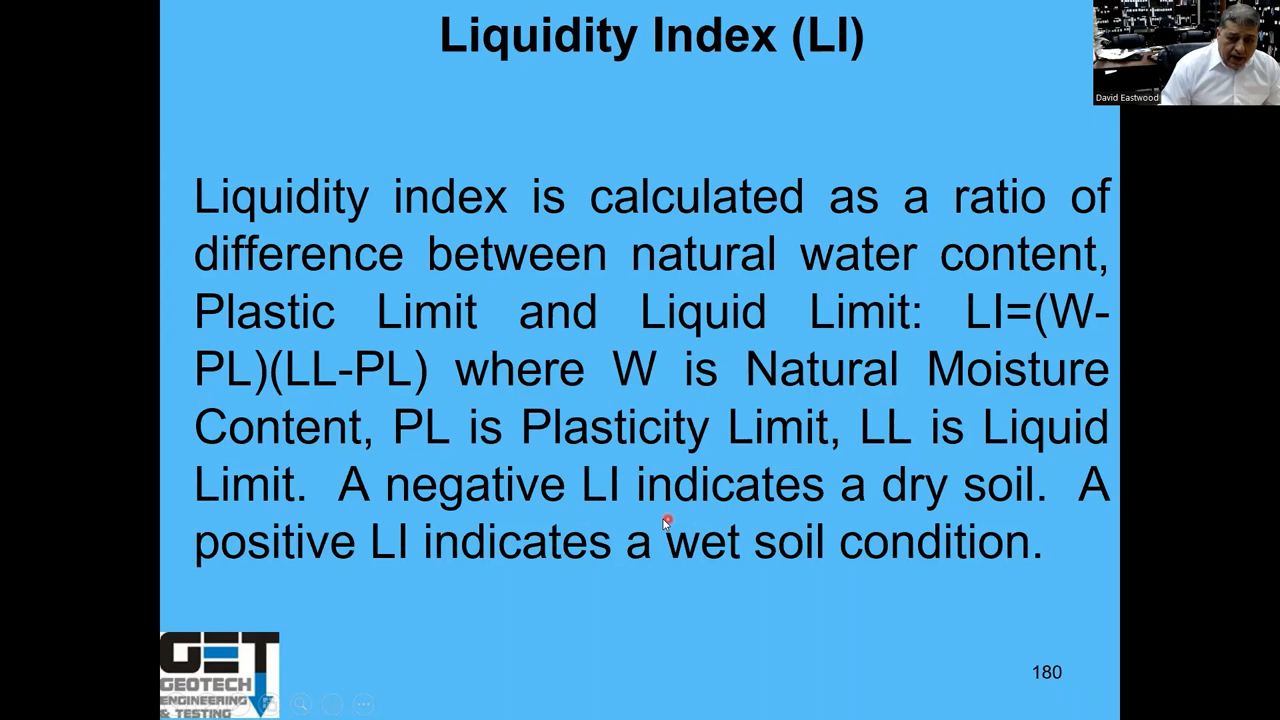 Liquidity Index (LI)
David Eastwood
Liquidity index is calculated as a ratio of
difference between natural water content,
Plastic Limit and Liquid Limit: LI=(W-
PL)(LL-PL) where W is Natural Moisture
Content, PL is Plasticity Limit, LL is Liquid
Limit. A negative LI indicates a dry soil. A
positive LI indicates a wet soil condition.
GET
GEOTECH
ENGINEERING
& TESTING
180